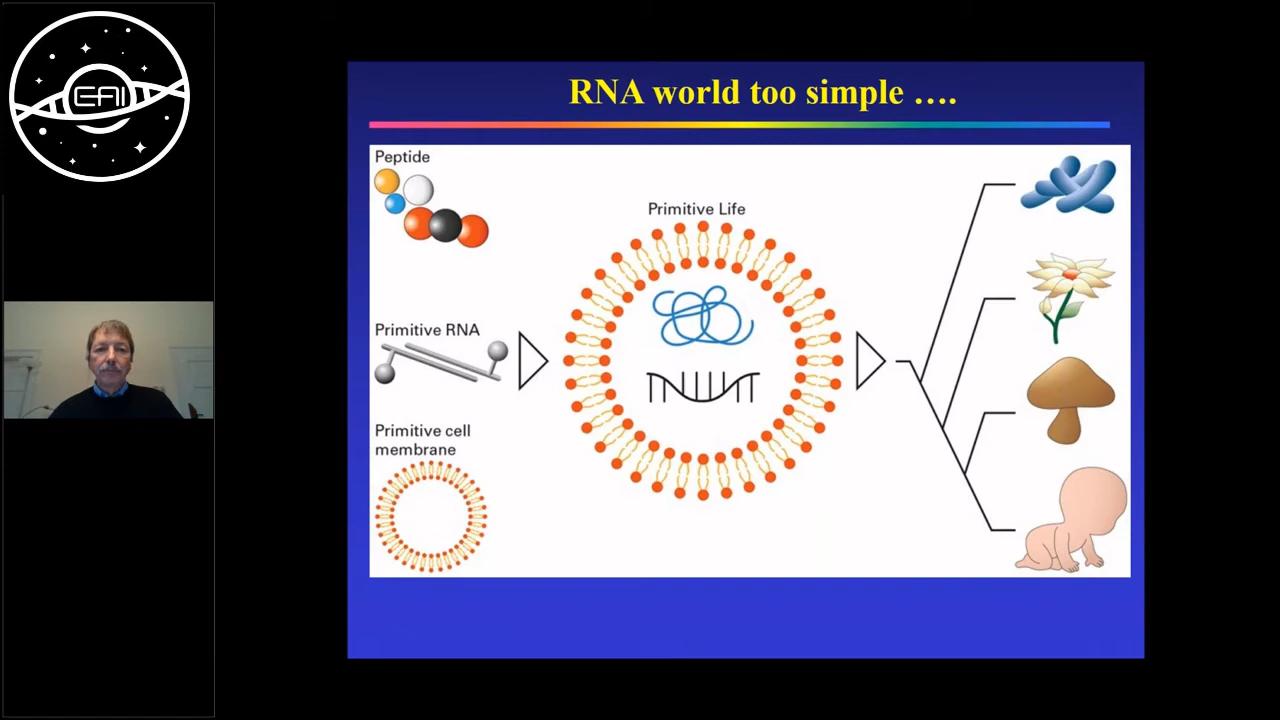 EAI
RNA world too simple ....
Peptide
Primitive Life
Primitive RNA
Primitive cell
membrane